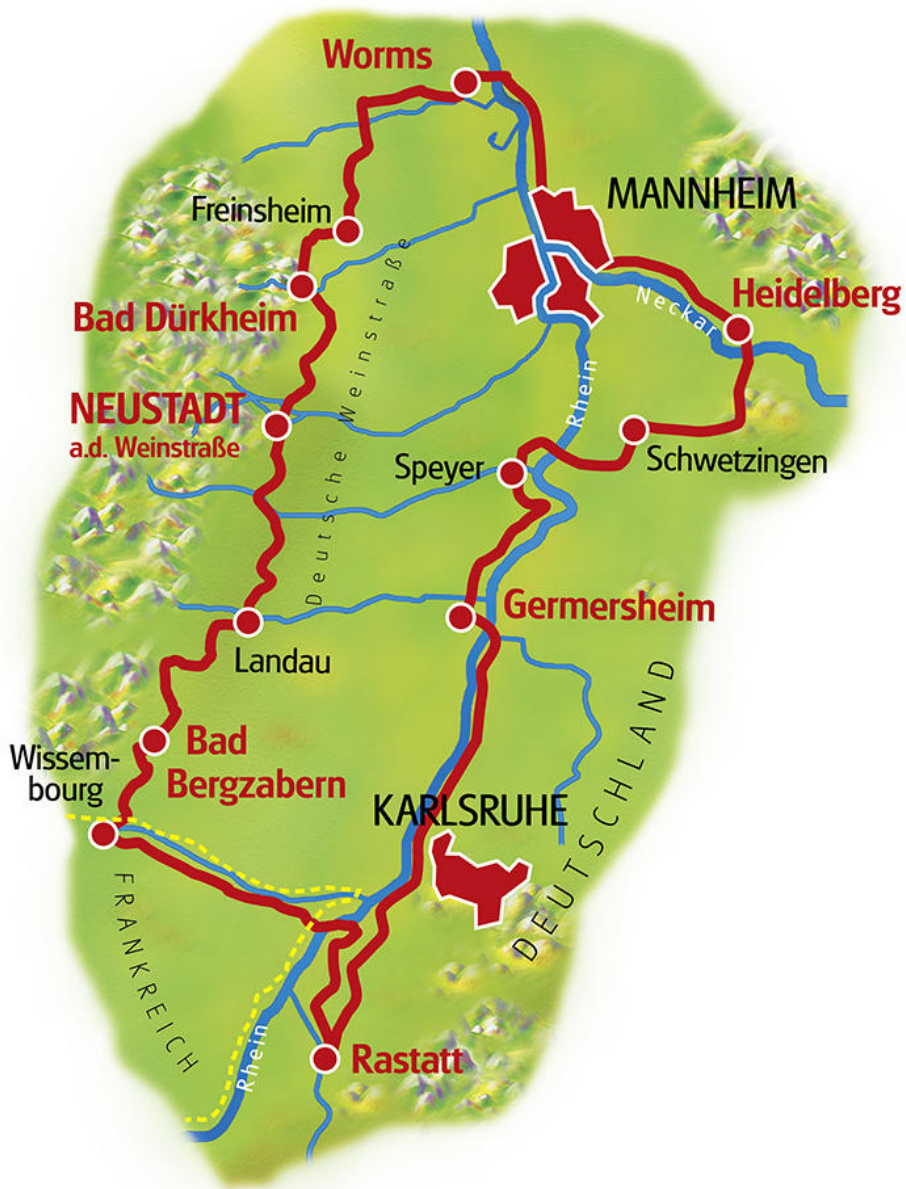 Worms
MANNHEIM
Freinsheim
Heidelberg
Neckar
Bad Dürkheim
Deutsche Weinstraße
Rhein
NEUSTADT
a.d. Weinstraße
Speyer
Schwetzingen
Germersheim
Landau
DEUTSCHLAND
Bad
Bergzabern
Wissem-
bourg
KARLSRUHE
FRANKREICH
Rhein
Rastatt